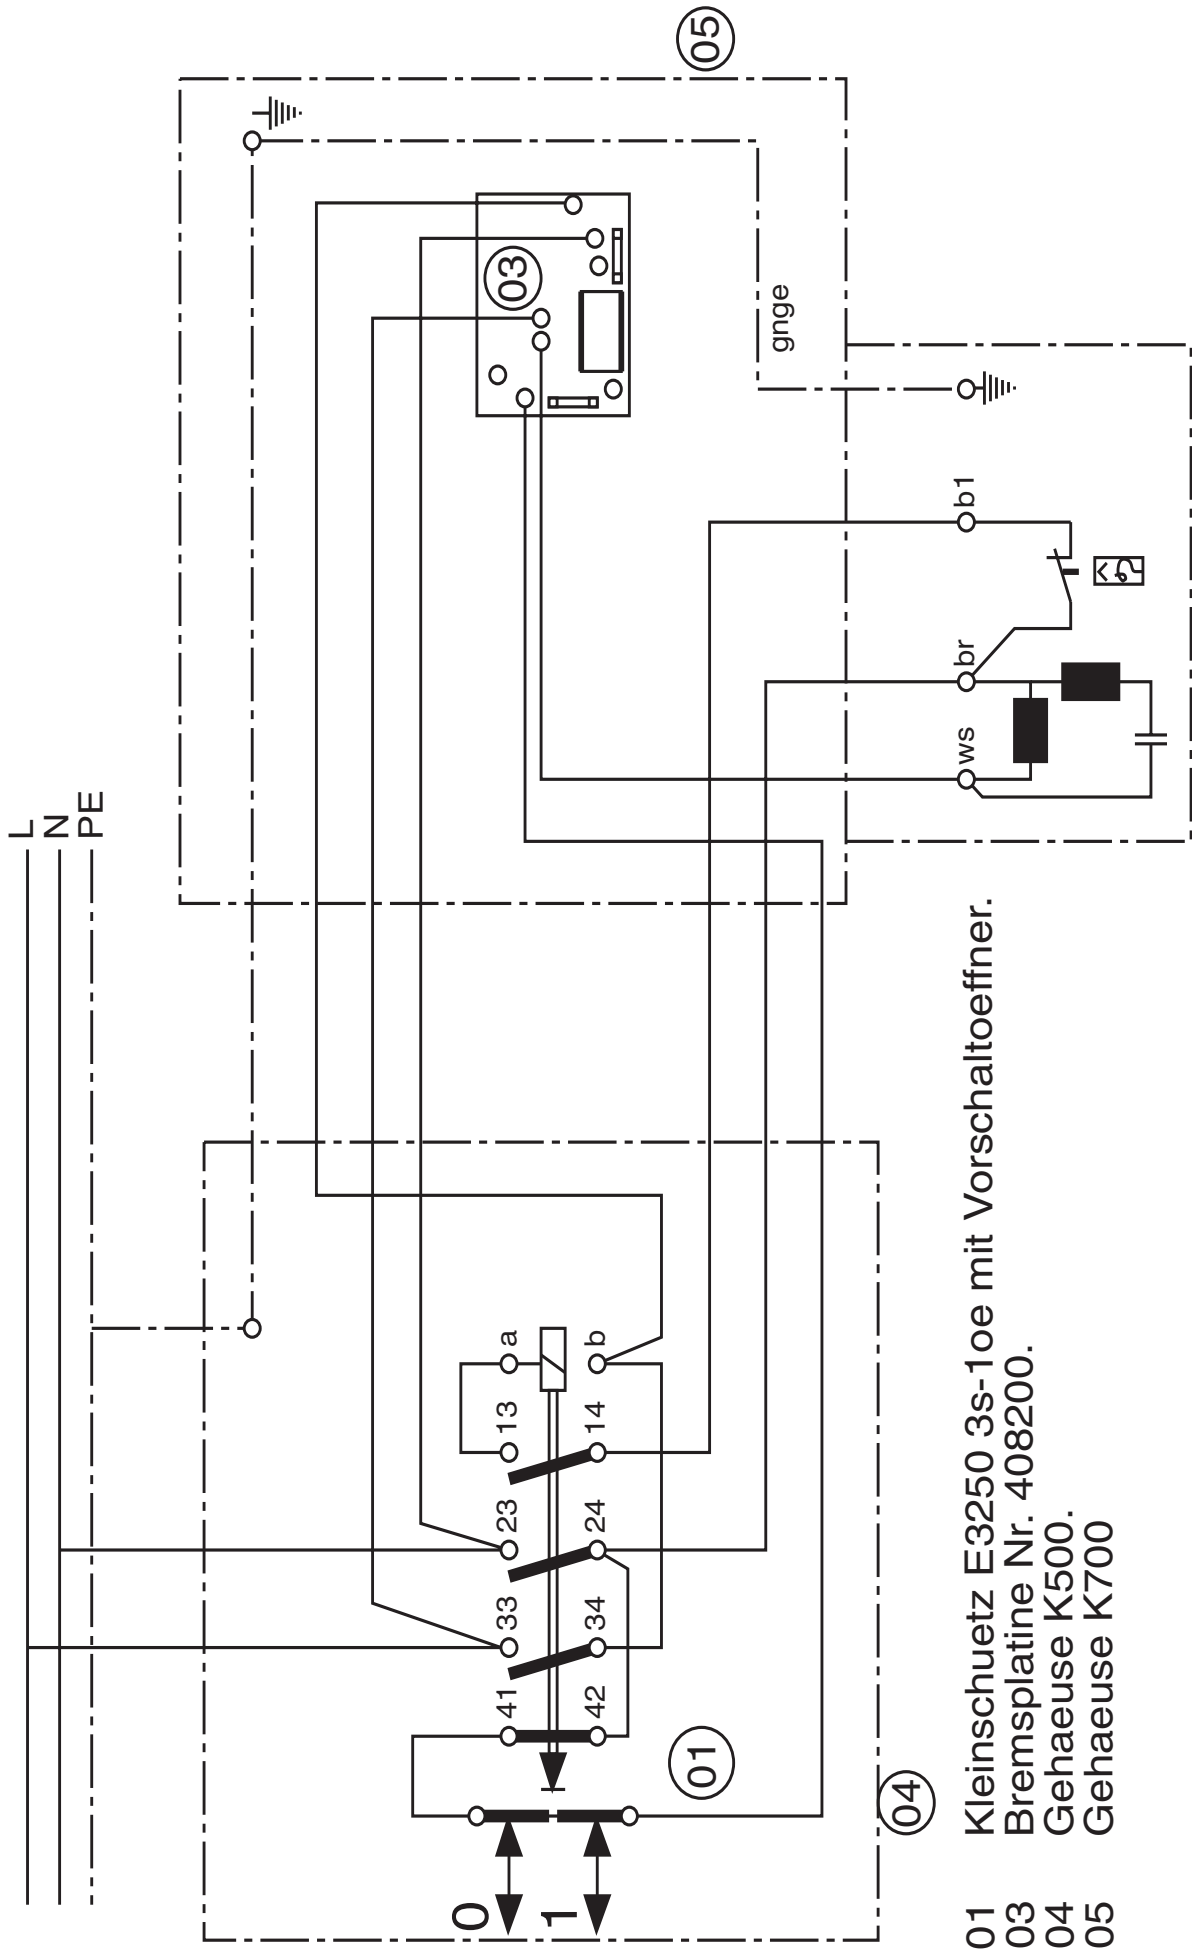 L
N
PE
05
03
gnge
b1
br
ws
a
b
13
14
23
24
33
34
41
42
01
04
0
1
01 Kleinschuetz E3250 3s-1oe mit Vorschaltoeffner.
03 Bremsplatine Nr. 408200.
04 Gehaeuse K500.
05 Gehaeuse K700